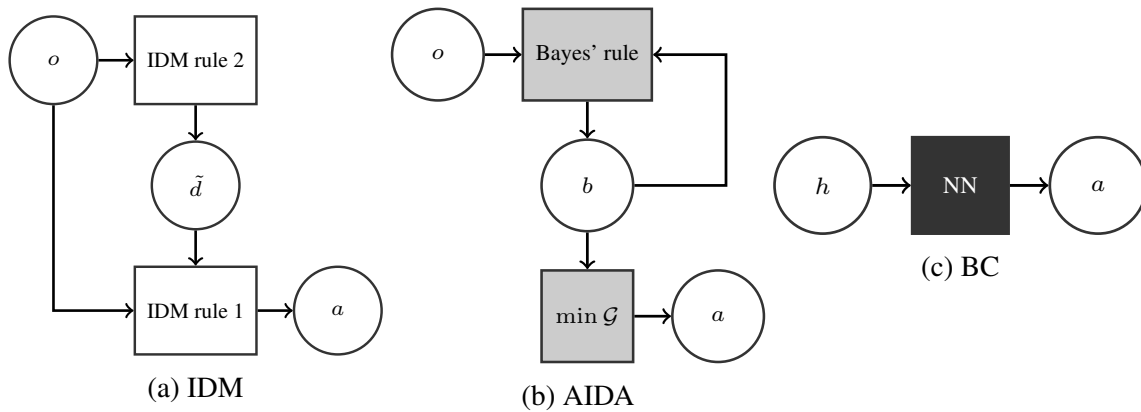 o
IDM rule 2
d̃
IDM rule 1
a
(a) IDM
o
Bayes' rule
b
min 𝒢
a
(b) AIDA
h
NN
a
(c) BC